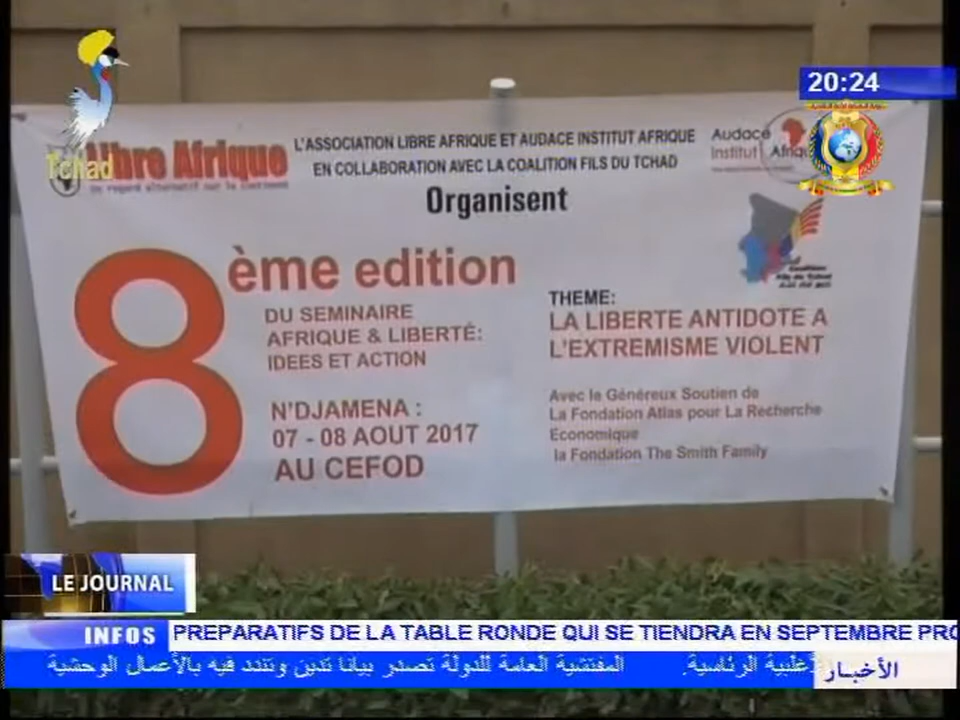 20:24
Tchad
Libre Afrique
L'ASSOCIATION LIBRE AFRIQUE ET AUDACE INSTITUT AFRIQUE
EN COLLABORATION AVEC LA COALITION FILS DU TCHAD
Organisent
Audace
Institut Afrique
8ème edition
DU SEMINAIRE
AFRIQUE & LIBERTÉ:
IDEES ET ACTION
N'DJAMENA :
07 - 08 AOUT 2017
AU CEFOD
THEME:
LA LIBERTE ANTIDOTE A
L'EXTREMISME VIOLENT
Avec le Généreux Soutien de
La Fondation Atlas pour La Recherche
Economique
la Fondation The Smith Family
LE JOURNAL
INFOS PREPARATIFS DE LA TABLE RONDE QUI SE TIENDRA EN SEPTEMBRE PRO
الأخبار لأغلبية الرئاسية. المفتشية العامة للدولة تصدر بيانا تدين وتندد فيه بالأعمال الوحشية